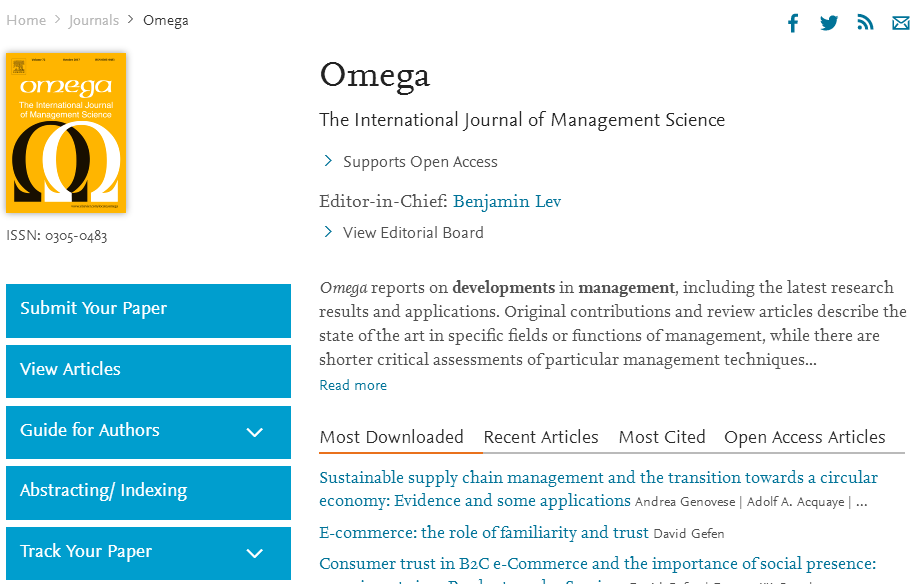 Home > Journals > Omega
omega
The International Journal
of Management Science
ISSN: 0305-0483
Submit Your Paper
View Articles
Guide for Authors
Abstracting/ Indexing
Track Your Paper
Omega
The International Journal of Management Science
Supports Open Access
Editor-in-Chief: Benjamin Lev
View Editorial Board
Omega reports on developments in management, including the latest research
results and applications. Original contributions and review articles describe the
state of the art in specific fields or functions of management, while there are
shorter critical assessments of particular management techniques...
Read more
Most Downloaded Recent Articles Most Cited Open Access Articles
Sustainable supply chain management and the transition towards a circular
economy: Evidence and some applications Andrea Genovese | Adolf A. Acquaye | ...
E-commerce: the role of familiarity and trust David Gefen
Consumer trust in B2C e-Commerce and the importance of social presence: